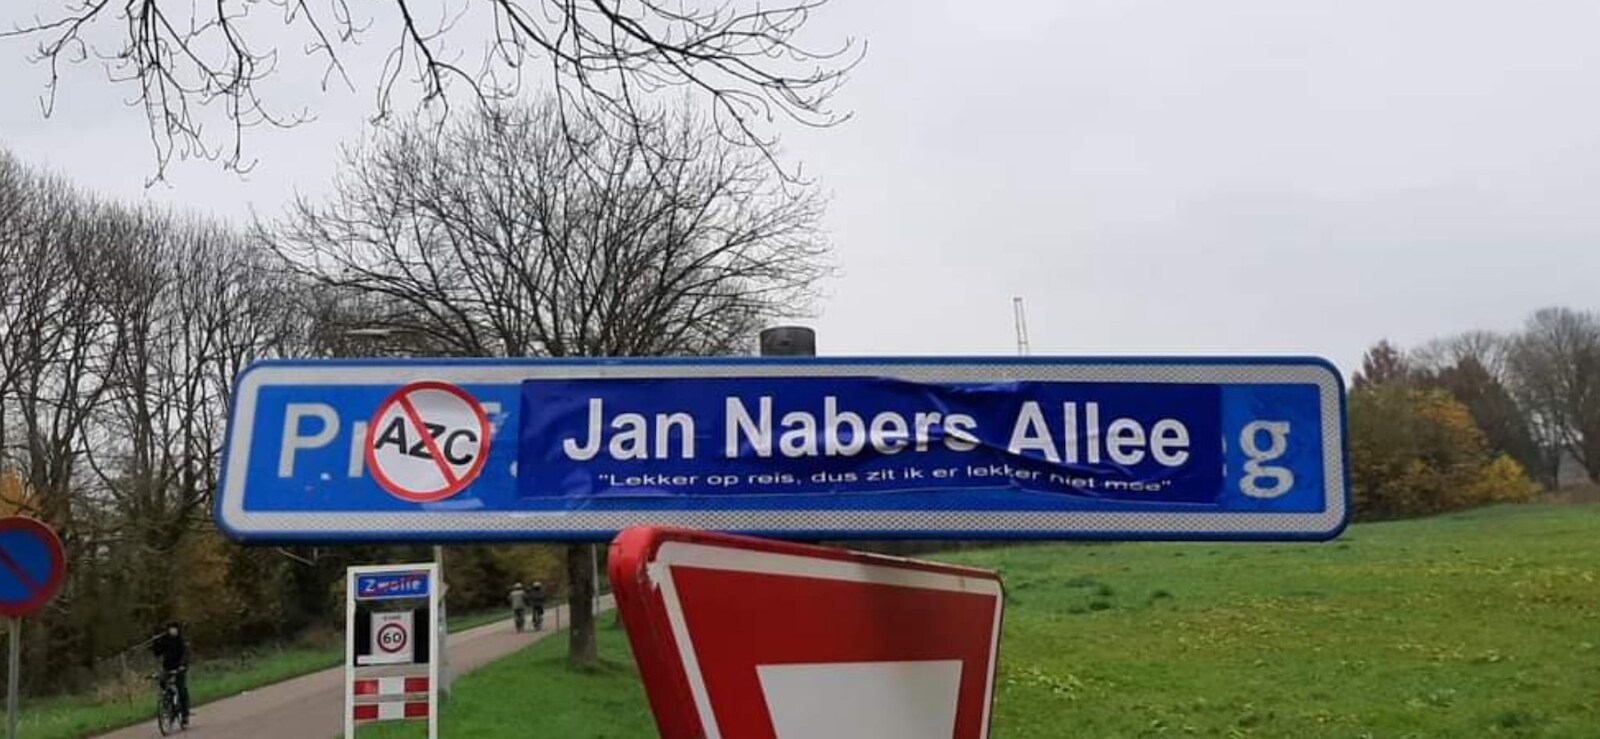 Jan Nabers Allee
"Lekker op reis, dus zit ik er lekker niet mee"
AZC
g
Zwolle
60